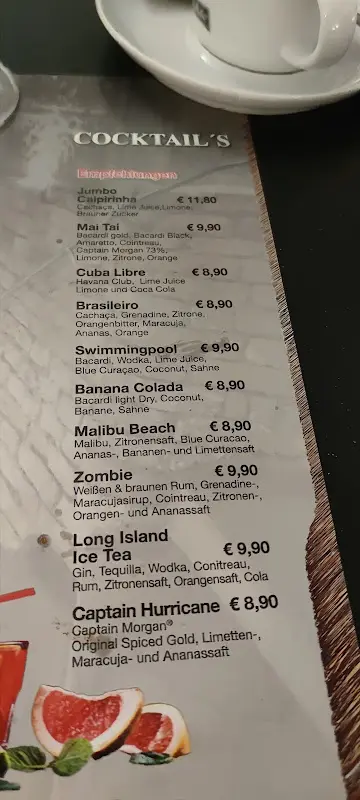 COCKTAIL´S
Empfehlungen
Jumbo
Caipirinha € 11,80
Cachaça, Lime Juice,Limone,
Brauner Zucker
Mai Tai € 9,90
Bacardi gold, Bacardi Black,
Amaretto, Cointreau,
Captain Morgan 73%,
Limone, Zitrone, Orange
Cuba Libre € 8,90
Havana Club, Lime Juice
Limone und Coca Cola
Brasileiro € 8,90
Cachaça, Grenadine, Zitrone,
Orangenbitter, Maracuja,
Ananas, Orange
Swimmingpool € 9,90
Bacardi, Wodka, Lime Juice,
Blue Curaçao, Coconut, Sahne
Banana Colada € 8,90
Bacardi light Dry, Coconut,
Banane, Sahne
Malibu Beach € 8,90
Malibu, Zitronensaft, Blue Curacao,
Ananas-, Bananen- und Limettensaft
Zombie € 9,90
Weißen & braunen Rum, Grenadine-,
Maracujasirup, Cointreau, Zitronen-,
Orangen- und Ananassaft
Long Island
Ice Tea € 9,90
Gin, Tequilla, Wodka, Conitreau,
Rum, Zitronensaft, Orangensaft, Cola
Captain Hurricane € 8,90
Captain Morgan®
Original Spiced Gold, Limetten-,
Maracuja- und Ananassaft